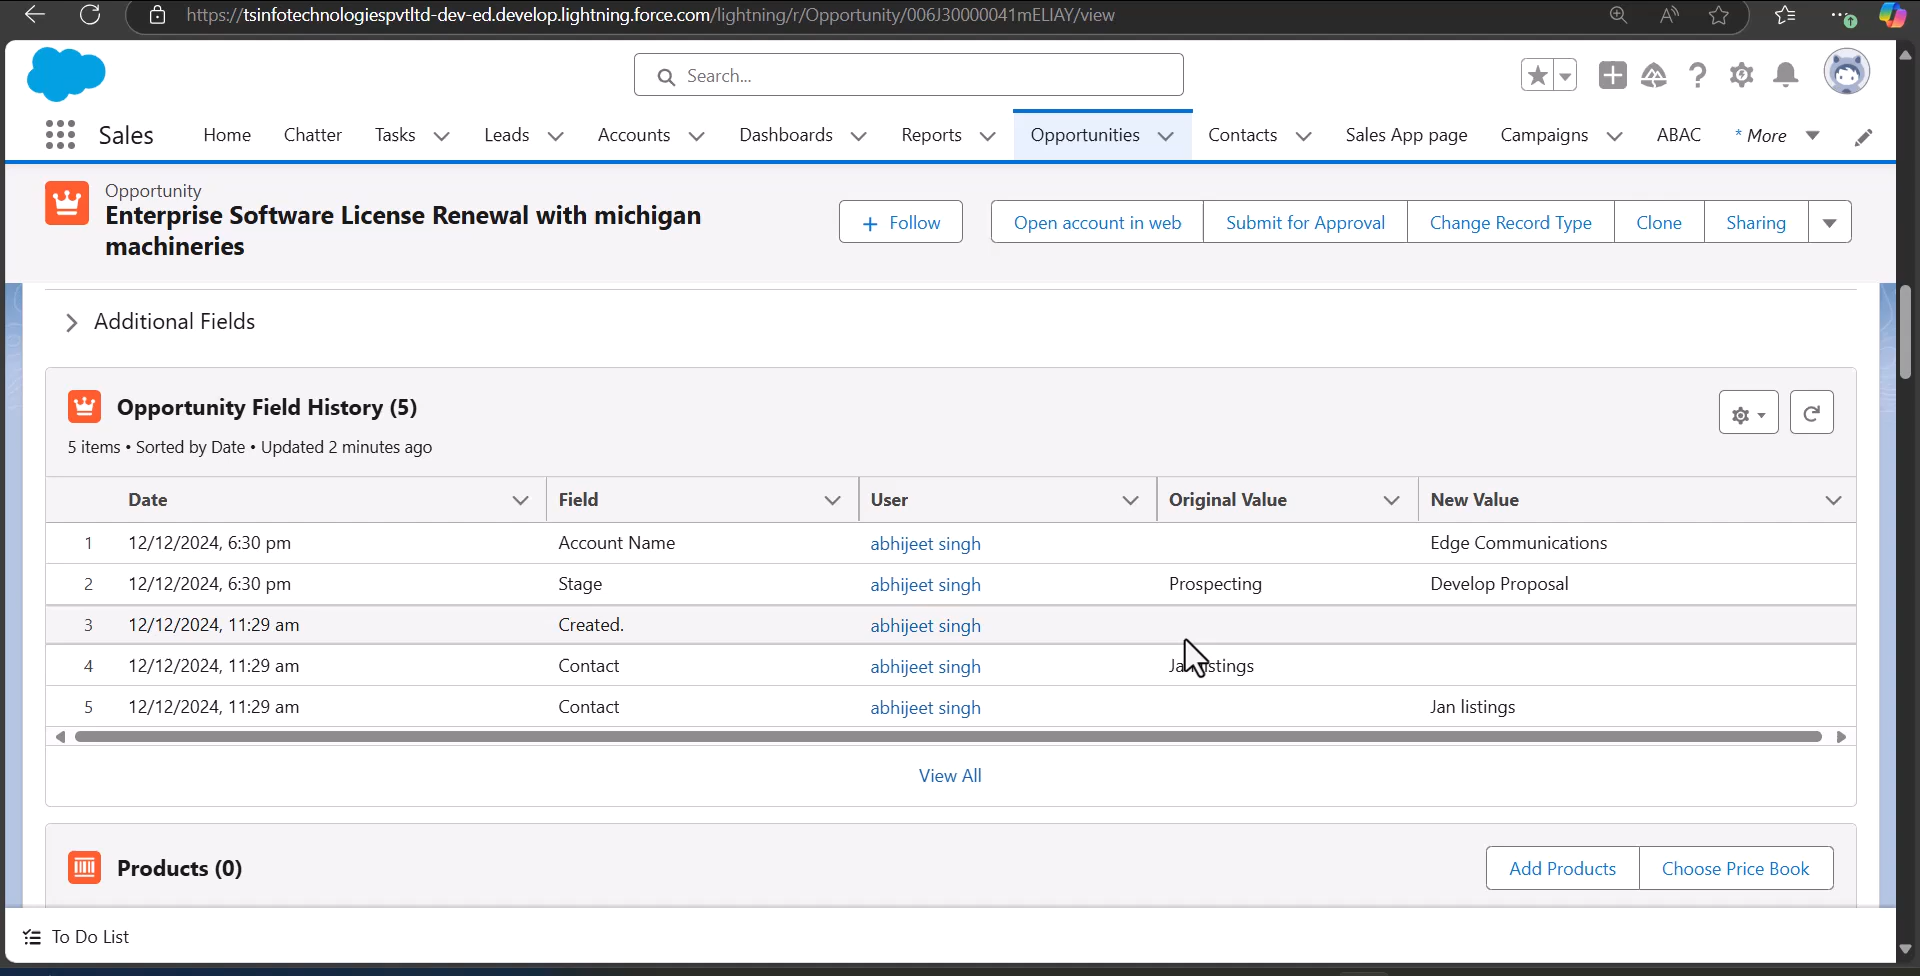 https://tsinfotechnologiespvtltd-dev-ed.develop.lightning.force.com/lightning/r/Opportunity/006J30000041mELIAY/view
Search...
Sales Home Chatter Tasks Leads Accounts Dashboards Reports Opportunities Contacts Sales App page Campaigns ABAC * More
Opportunity
Enterprise Software License Renewal with michigan
machineries
Follow Open account in web Submit for Approval Change Record Type Clone Sharing
Additional Fields
Opportunity Field History (5)
5 items • Sorted by Date • Updated 2 minutes ago
Date Field User Original Value New Value
1 12/12/2024, 6:30 pm Account Name abhijeet singh Edge Communications
2 12/12/2024, 6:30 pm Stage abhijeet singh Prospecting Develop Proposal
3 12/12/2024, 11:29 am Created. abhijeet singh
4 12/12/2024, 11:29 am Contact abhijeet singh
5 12/12/2024, 11:29 am Contact abhijeet singh Jan listings
View All
Products (0)
Add Products Choose Price Book
To Do List